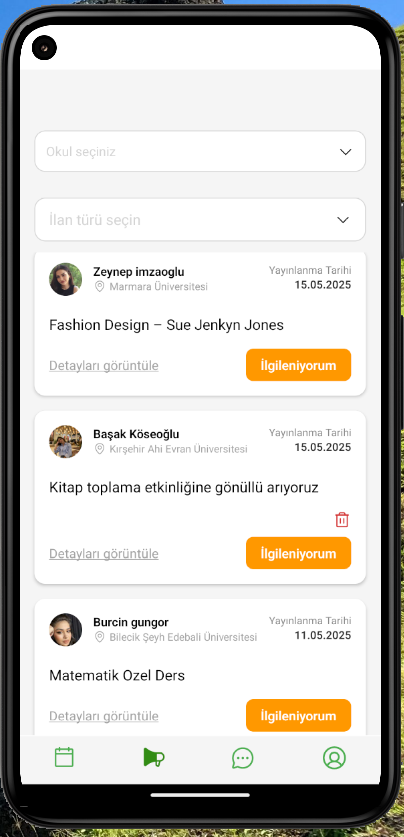 Okul seçiniz
İlan türü seçin
Zeynep imzaoglu
Yayınlanma Tarihi
Marmara Üniversitesi
15.05.2025
Fashion Design – Sue Jenkyn Jones
Detayları görüntüle
İlgileniyorum
Başak Köseoğlu
Yayınlanma Tarihi
Kırşehir Ahi Evran Üniversitesi
15.05.2025
Kitap toplama etkinliğine gönüllü arıyoruz
Detayları görüntüle
İlgileniyorum
Burcin gungor
Yayınlanma Tarihi
Bilecik Şeyh Edebali Üniversitesi
11.05.2025
Matematik Ozel Ders
Detayları görüntüle
İlgileniyorum